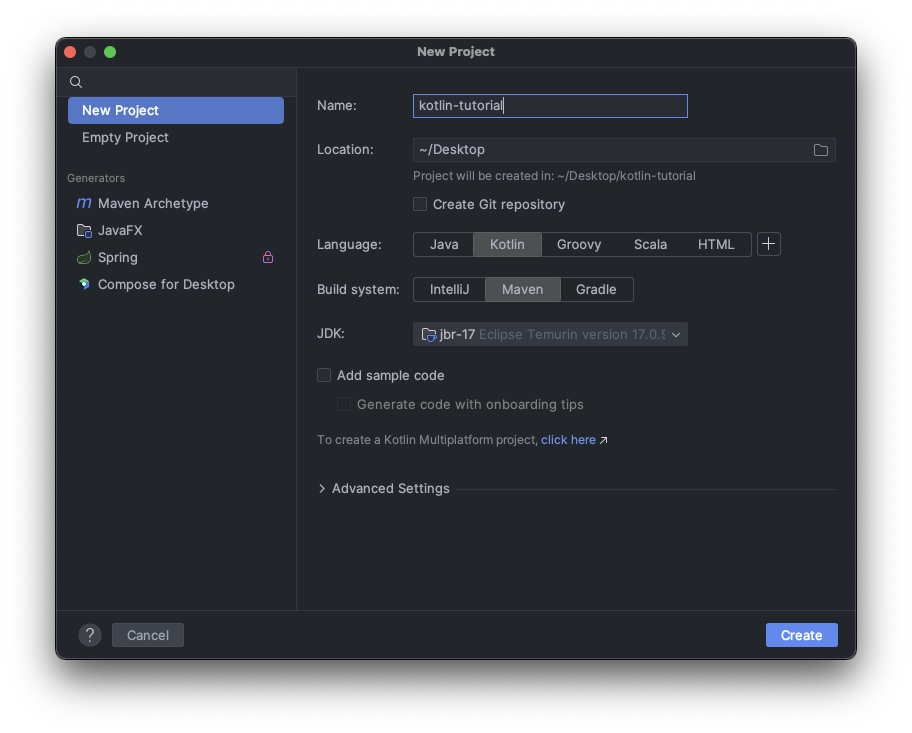 New Project
New Project
Empty Project
Generators
Maven Archetype
JavaFX
Spring
Compose for Desktop
Name: kotlin-tutorial
Location: ~/Desktop
Project will be created in: ~/Desktop/kotlin-tutorial
Create Git repository
Language: Java Kotlin Groovy Scala HTML +
Build system: IntelliJ Maven Gradle
JDK: jbr-17 Eclipse Temurin version 17.0.9
Add sample code
Generate code with onboarding tips
To create a Kotlin Multiplatform project, click here ↗
Advanced Settings
? Cancel Create